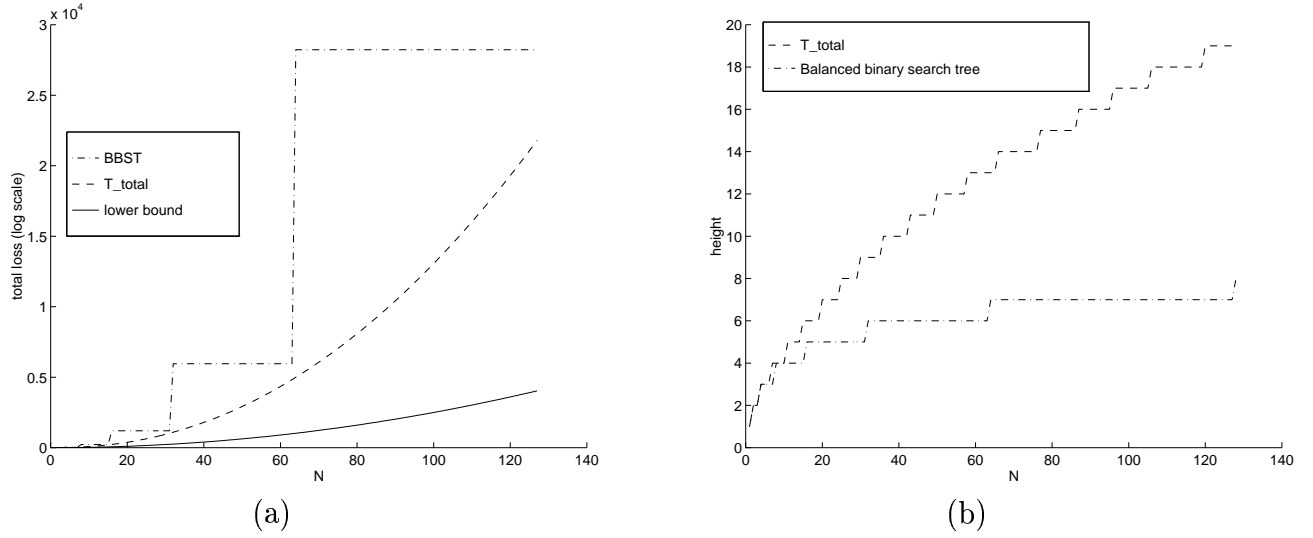 x 10^4
3
2.5
2
1.5
1
0.5
0
total loss (log scale)
BBST
T_total
lower bound
0 20 40 60 80 100 120 140
N
(a)
20
18
16
14
12
10
8
6
4
2
0
height
T_total
Balanced binary search tree
0 20 40 60 80 100 120 140
N
(b)